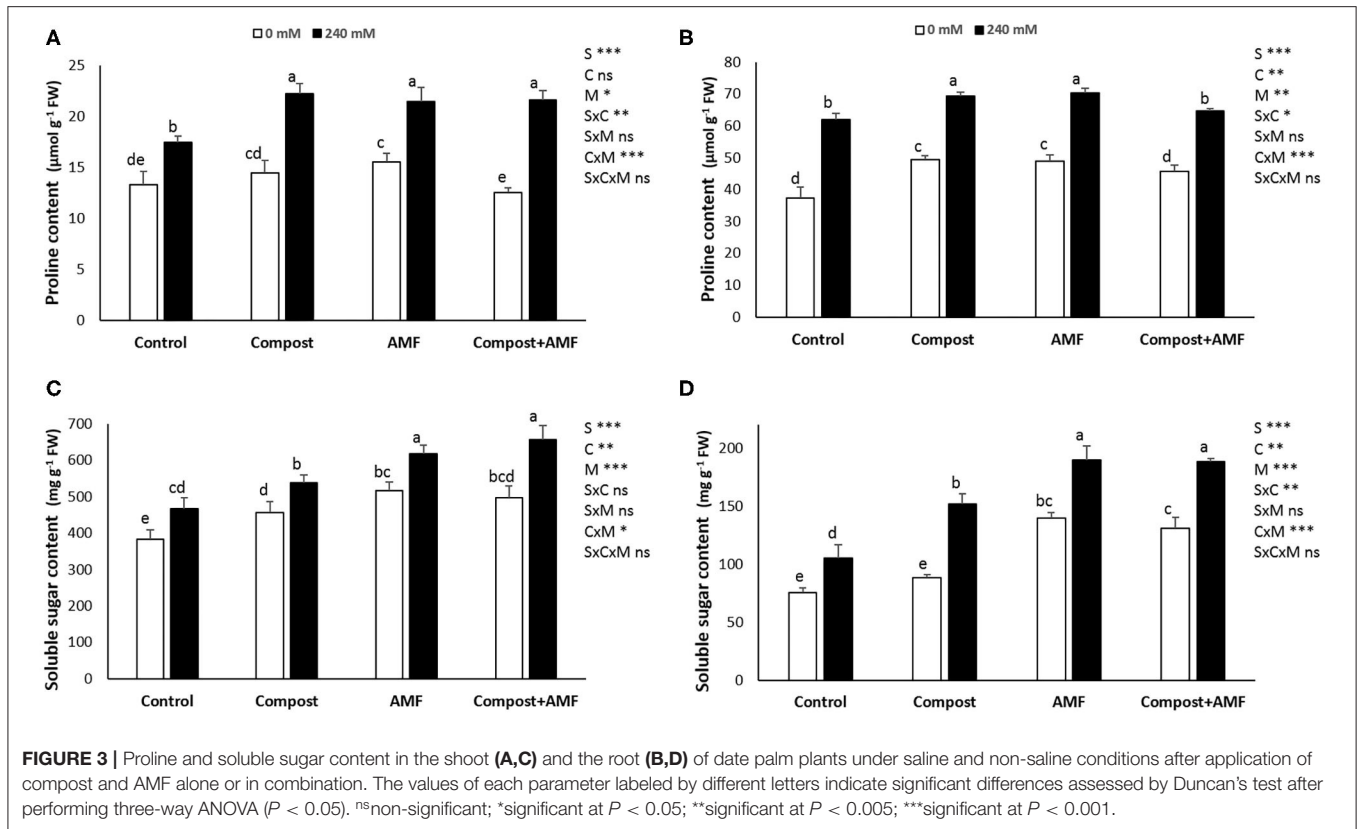 A
0 mM 240 mM
Proline content (µmol g⁻¹ FW)
25
20
15
10
5
0
de
b
cd
a
c
a
e
a
Control Compost AMF Compost+AMF
S ***
C ns
M *
SxC **
SxM ns
CxM ***
SxCxM ns
B
0 mM 240 mM
Proline content (µmol g⁻¹ FW)
80
70
60
50
40
30
20
10
0
d
b
c
a
c
a
d
b
Control Compost AMF Compost+AMF
S ***
C **
M **
SxC *
SxM ns
CxM ***
SxCxM ns
C
Soluble sugar content (mg g⁻¹ FW)
700
600
500
400
300
200
100
0
e
cd
d
b
bc
a
bcd
a
Control Compost AMF Compost+AMF
S ***
C **
M ***
SxC ns
SxM ns
CxM *
SxCxM ns
D
Soluble sugar content (mg g⁻¹ FW)
200
150
100
50
0
e
d
e
b
bc
a
c
a
Control Compost AMF Compost+AMF
S ***
C **
M ***
SxC **
SxM ns
CxM ***
SxCxM ns
FIGURE 3 | Proline and soluble sugar content in the shoot (A,C) and the root (B,D) of date palm plants under saline and non-saline conditions after application of
compost and AMF alone or in combination. The values of each parameter labeled by different letters indicate significant differences assessed by Duncan's test after
performing three-way ANOVA (P < 0.05). ⁿˢnon-significant; *significant at P < 0.05; **significant at P < 0.005; ***significant at P < 0.001.